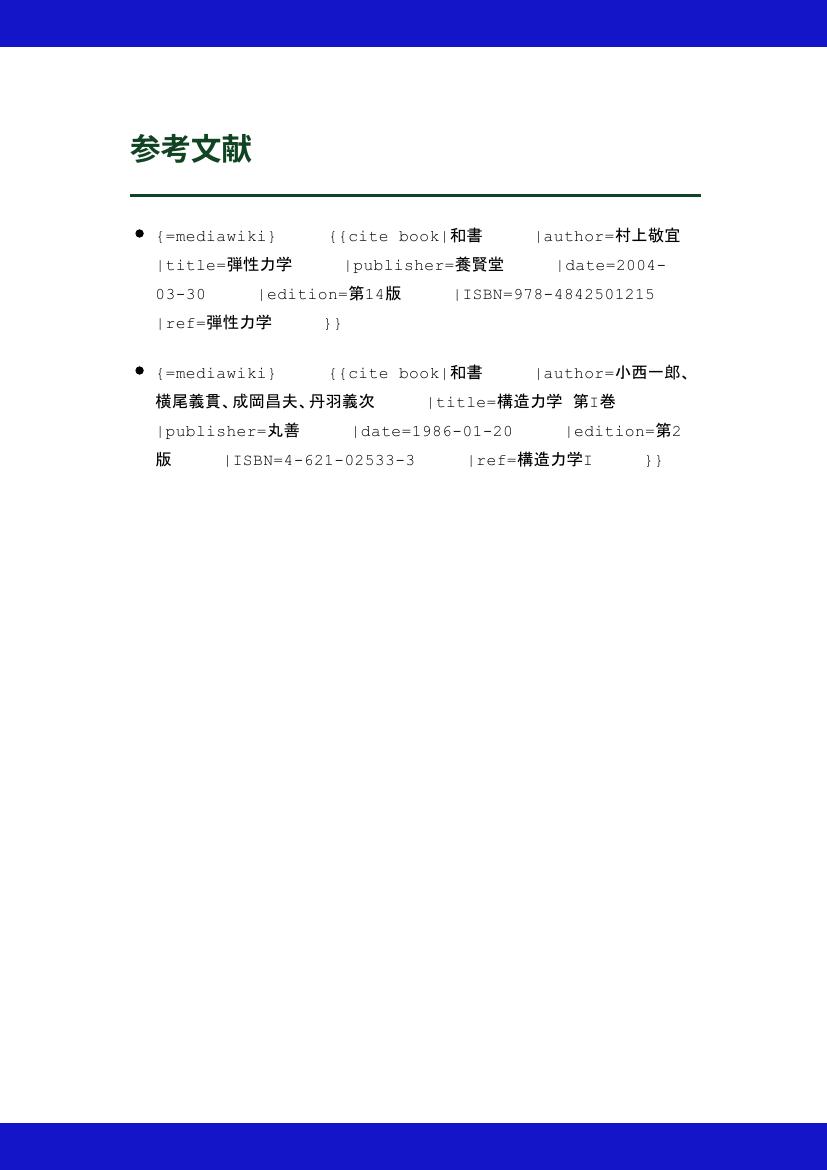 参考文献
{=mediawiki} {{cite book|和書 |author=村上敬宜
|title=弾性力学 |publisher=養賢堂 |date=2004-
03-30 |edition=第14版 |ISBN=978-4842501215
|ref=弾性力学 }}
{=mediawiki} {{cite book|和書 |author=小西一郎、
横尾義貫、成岡昌夫、丹羽義次 |title=構造力学 第I巻
|publisher=丸善 |date=1986-01-20 |edition=第2
版 |ISBN=4-621-02533-3 |ref=構造力学I }}